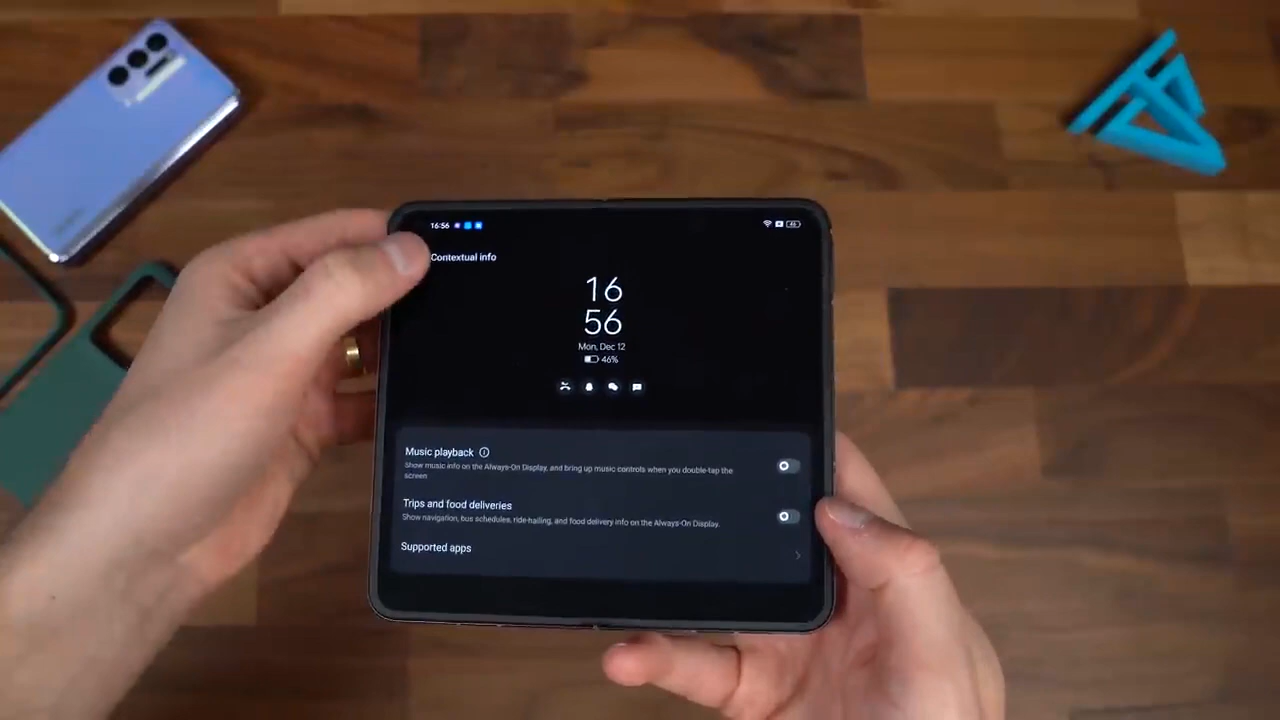 16:56
Contextual info
16
56
Mon, Dec 12
46%
Music playback
Show music info on the Always-On Display, and bring up music controls when you double-tap the
screen
Trips and food deliveries
Show navigation, bus schedules, ride-hailing, and food delivery info on the Always-On Display.
Supported apps